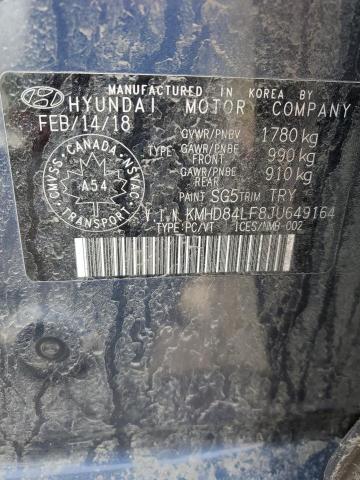 MANUFACTURED IN KOREA BY
HYUNDAI MOTOR COMPANY
FEB/14/18
GVWR/PNBV 1780 kg
TYPE GAWR/PNBE FRONT 990 kg
GAWR/PNBE REAR 910 kg
PAINT SG5 TRIM TRY
V.I.N KMHD84LF8JU649164
TYPE:PC/VT ICES/NMB-002
CMVSS · CANADA · NSVAC
A54
TRANSPORT